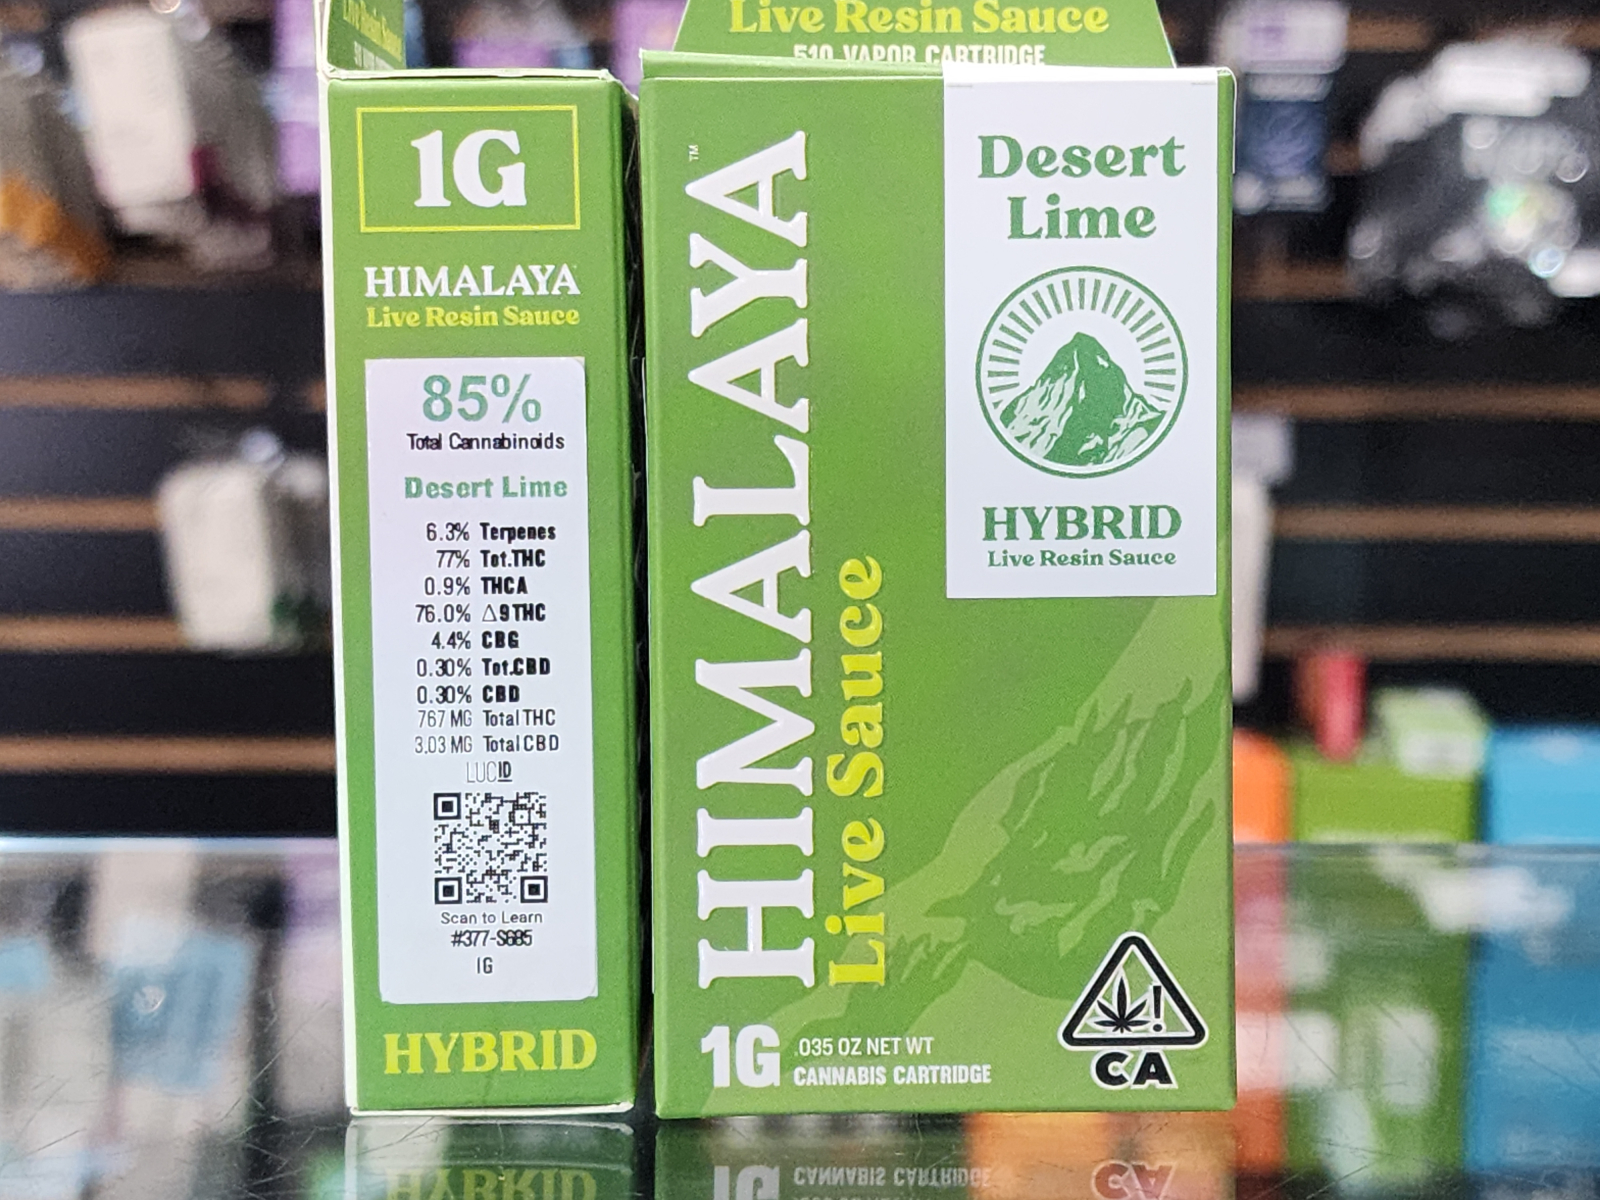 Live Resin Sauce
1G
HIMALAYA
Live Resin Sauce
85%
Total Cannabinoids
Desert Lime
6.3% Terpenes
77% Tot.THC
0.9% THCA
76.0% Δ9THC
4.4% CBG
0.30% Tot.CBD
0.30% CBD
767 MG Total THC
3.03 MG Total CBD
LUCID
Scan to Learn
#377-S685
1G
HYBRID
Live Resin Sauce
510 VAPOR CARTRIDGE
HIMALAYA™
Live Sauce
Desert
Lime
HYBRID
Live Resin Sauce
1G .035 OZ NET WT
CANNABIS CARTRIDGE
!
CA